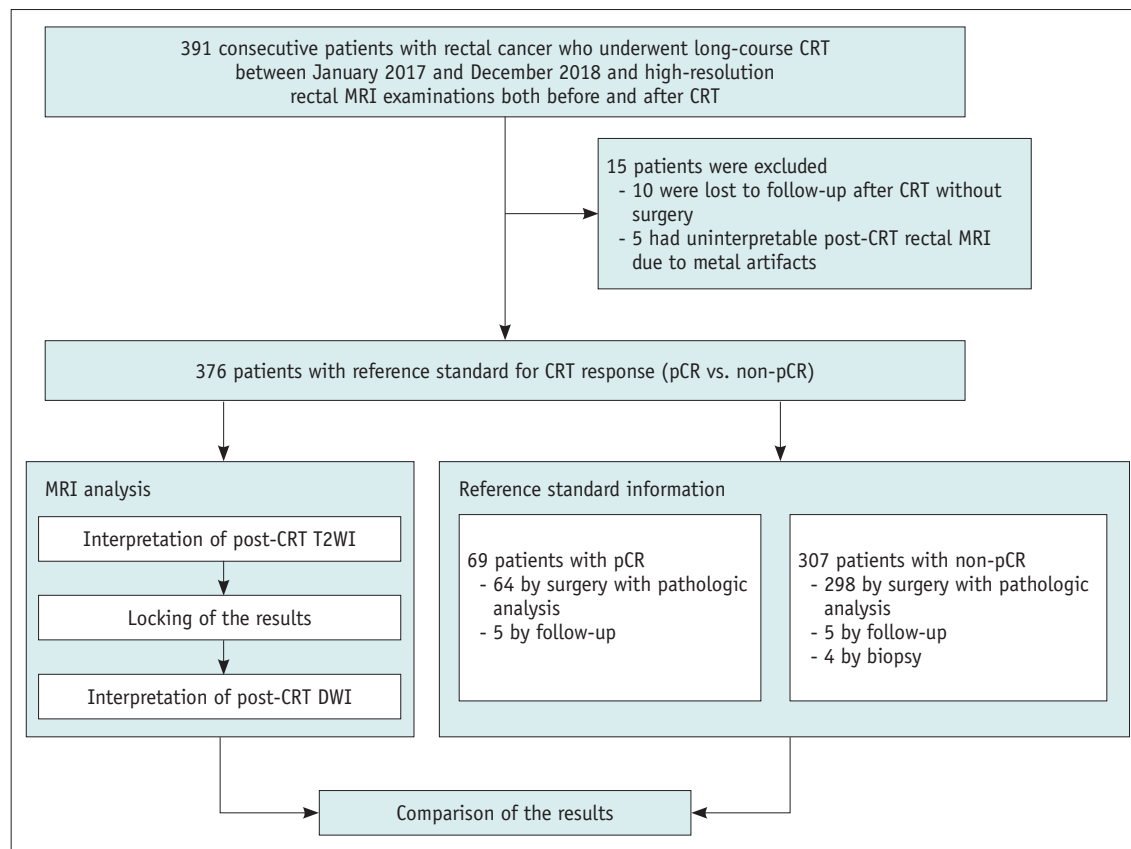 391 consecutive patients with rectal cancer who underwent long-course CRT
between January 2017 and December 2018 and high-resolution
rectal MRI examinations both before and after CRT
15 patients were excluded
- 10 were lost to follow-up after CRT without
surgery
- 5 had uninterpretable post-CRT rectal MRI
due to metal artifacts
376 patients with reference standard for CRT response (pCR vs. non-pCR)
MRI analysis
Interpretation of post-CRT T2WI
Locking of the results
Interpretation of post-CRT DWI
Reference standard information
69 patients with pCR
- 64 by surgery with pathologic
analysis
- 5 by follow-up
307 patients with non-pCR
- 298 by surgery with pathologic
analysis
- 5 by follow-up
- 4 by biopsy
Comparison of the results